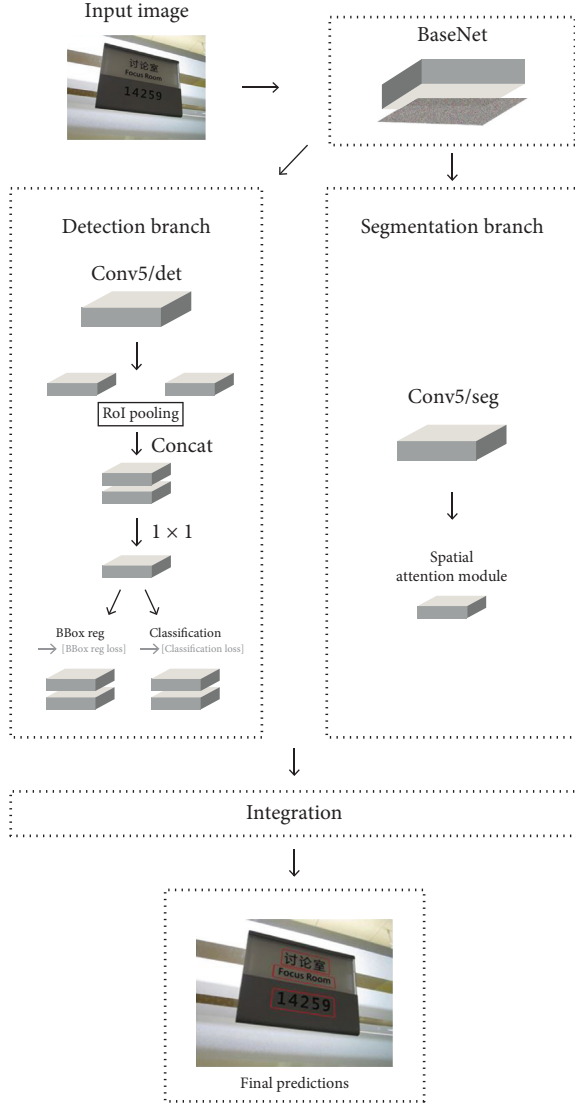 Input image
讨论室
Focus Room
14259
BaseNet
Detection branch
Conv5/det
RoI pooling
Concat
1 × 1
BBox reg
[BBox reg loss]
Classification
[Classification loss]
Segmentation branch
Conv5/seg
Spatial
attention module
Integration
讨论室
Focus Room
14259
Final predictions